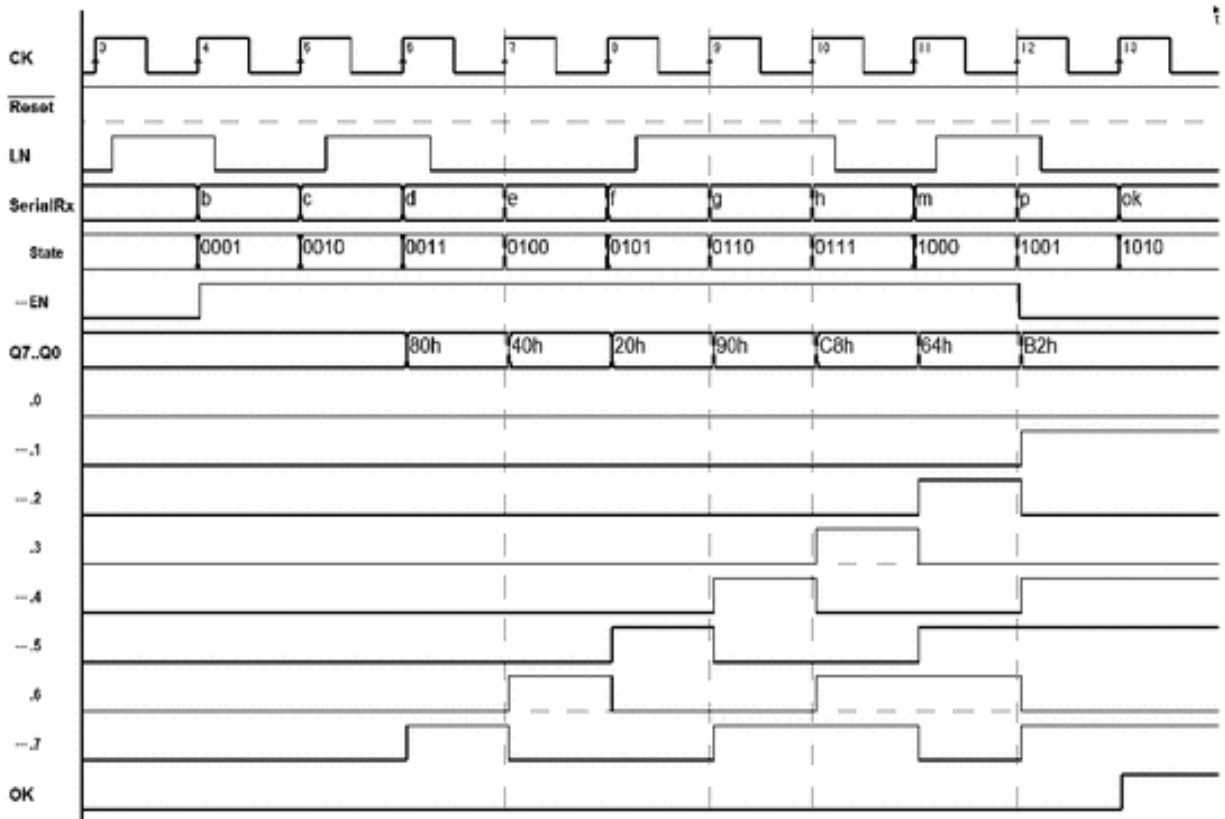 t
CK 3 4 5 6 7 8 9 10 11 12 13
Reset
LN
SerialRx b c d e f g h m p ok
State 0001 0010 0011 0100 0101 0110 0111 1000 1001 1010
---EN
Q7..Q0 80h 40h 20h 90h C8h 64h B2h
.0
---.1
---.2
.3
---.4
---.5
.6
---.7
OK